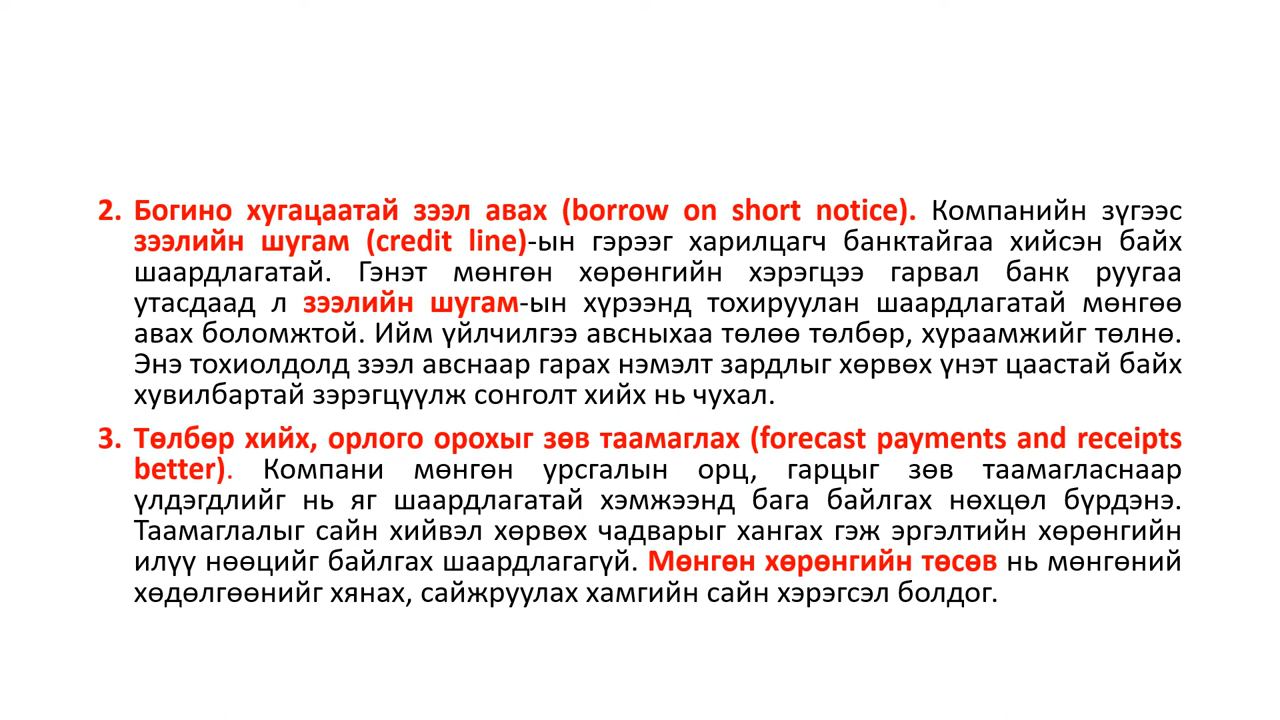 2. Богино хугацаатай зээл авах (borrow on short notice). Компанийн зүгээс
зээлийн шугам (credit line)-ын гэрээг харилцагч банктайгаа хийсэн байх
шаардлагатай. Гэнэт мөнгөн хөрөнгийн хэрэгцээ гарвал банк руугаа
утасдаад л зээлийн шугам-ын хүрээнд тохируулан шаардлагатай мөнгөө
авах боломжтой. Ийм үйлчилгээ авсныхаа төлөө төлбөр, хураамжийг төлнө.
Энэ тохиолдолд зээл авснаар гарах нэмэлт зардлыг хөрвөх үнэт цаастай байх
хувилбартай зэрэгцүүлж сонголт хийх нь чухал.
3. Төлбөр хийх, орлого орохыг зөв таамаглах (forecast payments and receipts
better). Компани мөнгөн урсгалын орц, гарцыг зөв таамагласнаар
үлдэгдлийг нь яг шаардлагатай хэмжээнд бага байлгах нөхцөл бүрдэнэ.
Таамаглалыг сайн хийвэл хөрвөх чадварыг хангах гэж эргэлтийн хөрөнгийн
илүү нөөцийг байлгах шаардлагагүй. Мөнгөн хөрөнгийн төсөв нь мөнгөний
хөдөлгөөнийг хянах, сайжруулах хамгийн сайн хэрэгсэл болдог.